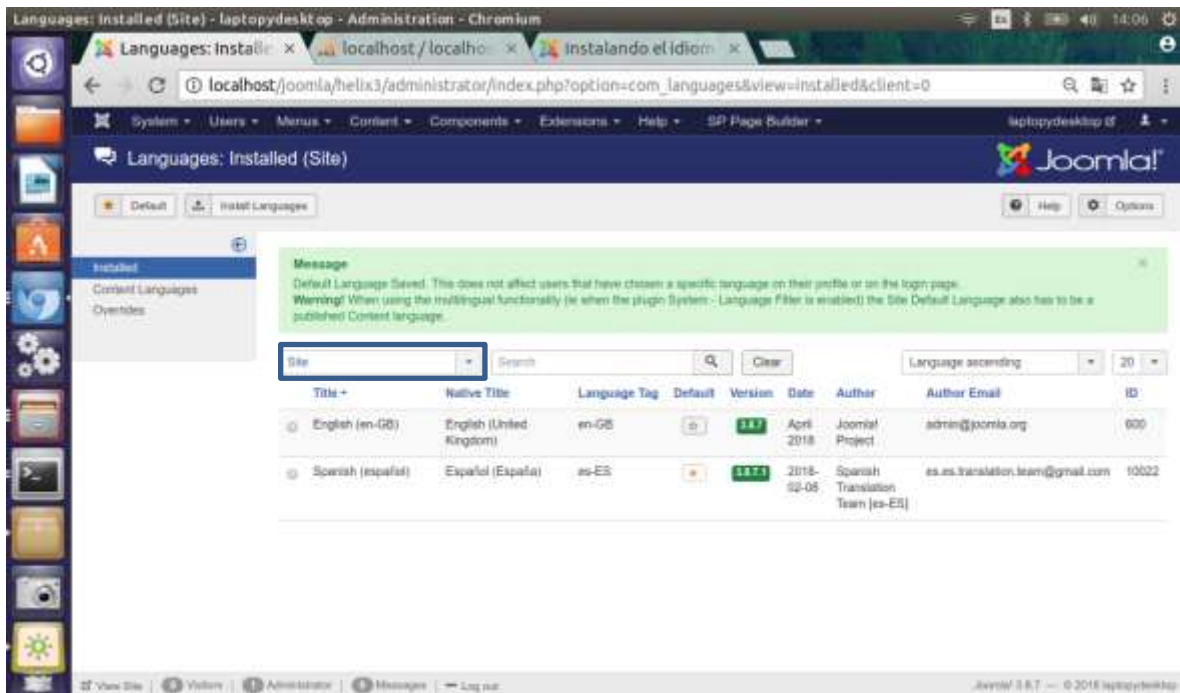 Languages: Installed (Site) - laptopydesktop - Administration - Chromium
Es
14:06
Languages: Installe
localhost / localho
Instalando el idiom
localhost/joomla/helix3/administrator/index.php?option=com_languages&view=installed&client=0
System Users Menus Content Components Extensions Help SP Page Builder
laptopydesktop
Languages: Installed (Site)
Joomla!
Default
Install Languages
Help
Options
Installed
Content Languages
Overrides
Message
Default Language Saved. This does not affect users that have chosen a specific language on their profile or on the login page.
Warning! When using the multilingual functionality (ie when the plugin System - Language Filter is enabled) the Site Default Language also has to be a
published Content language.
Site
Search
Clear
Language ascending
20
Title Native Title Language Tag Default Version Date Author Author Email ID
English (en-GB) English (United Kingdom) en-GB 3.8.7 April 2018 Joomla! Project admin@joomla.org 600
Spanish (español) Español (España) es-ES 3.8.7.1 2018-02-08 Spanish Translation Team [es-ES] es.es.translation.team@gmail.com 10022
View Site Visitors Administrator Messages Log out
Joomla! 3.8.7 — © 2018 laptopydesktop